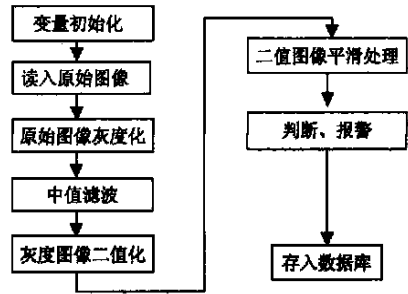 变量初始化
读入原始图像
原始图像灰度化
中值滤波
灰度图像二值化
二值图像平滑处理
判断、报警
存入数据库